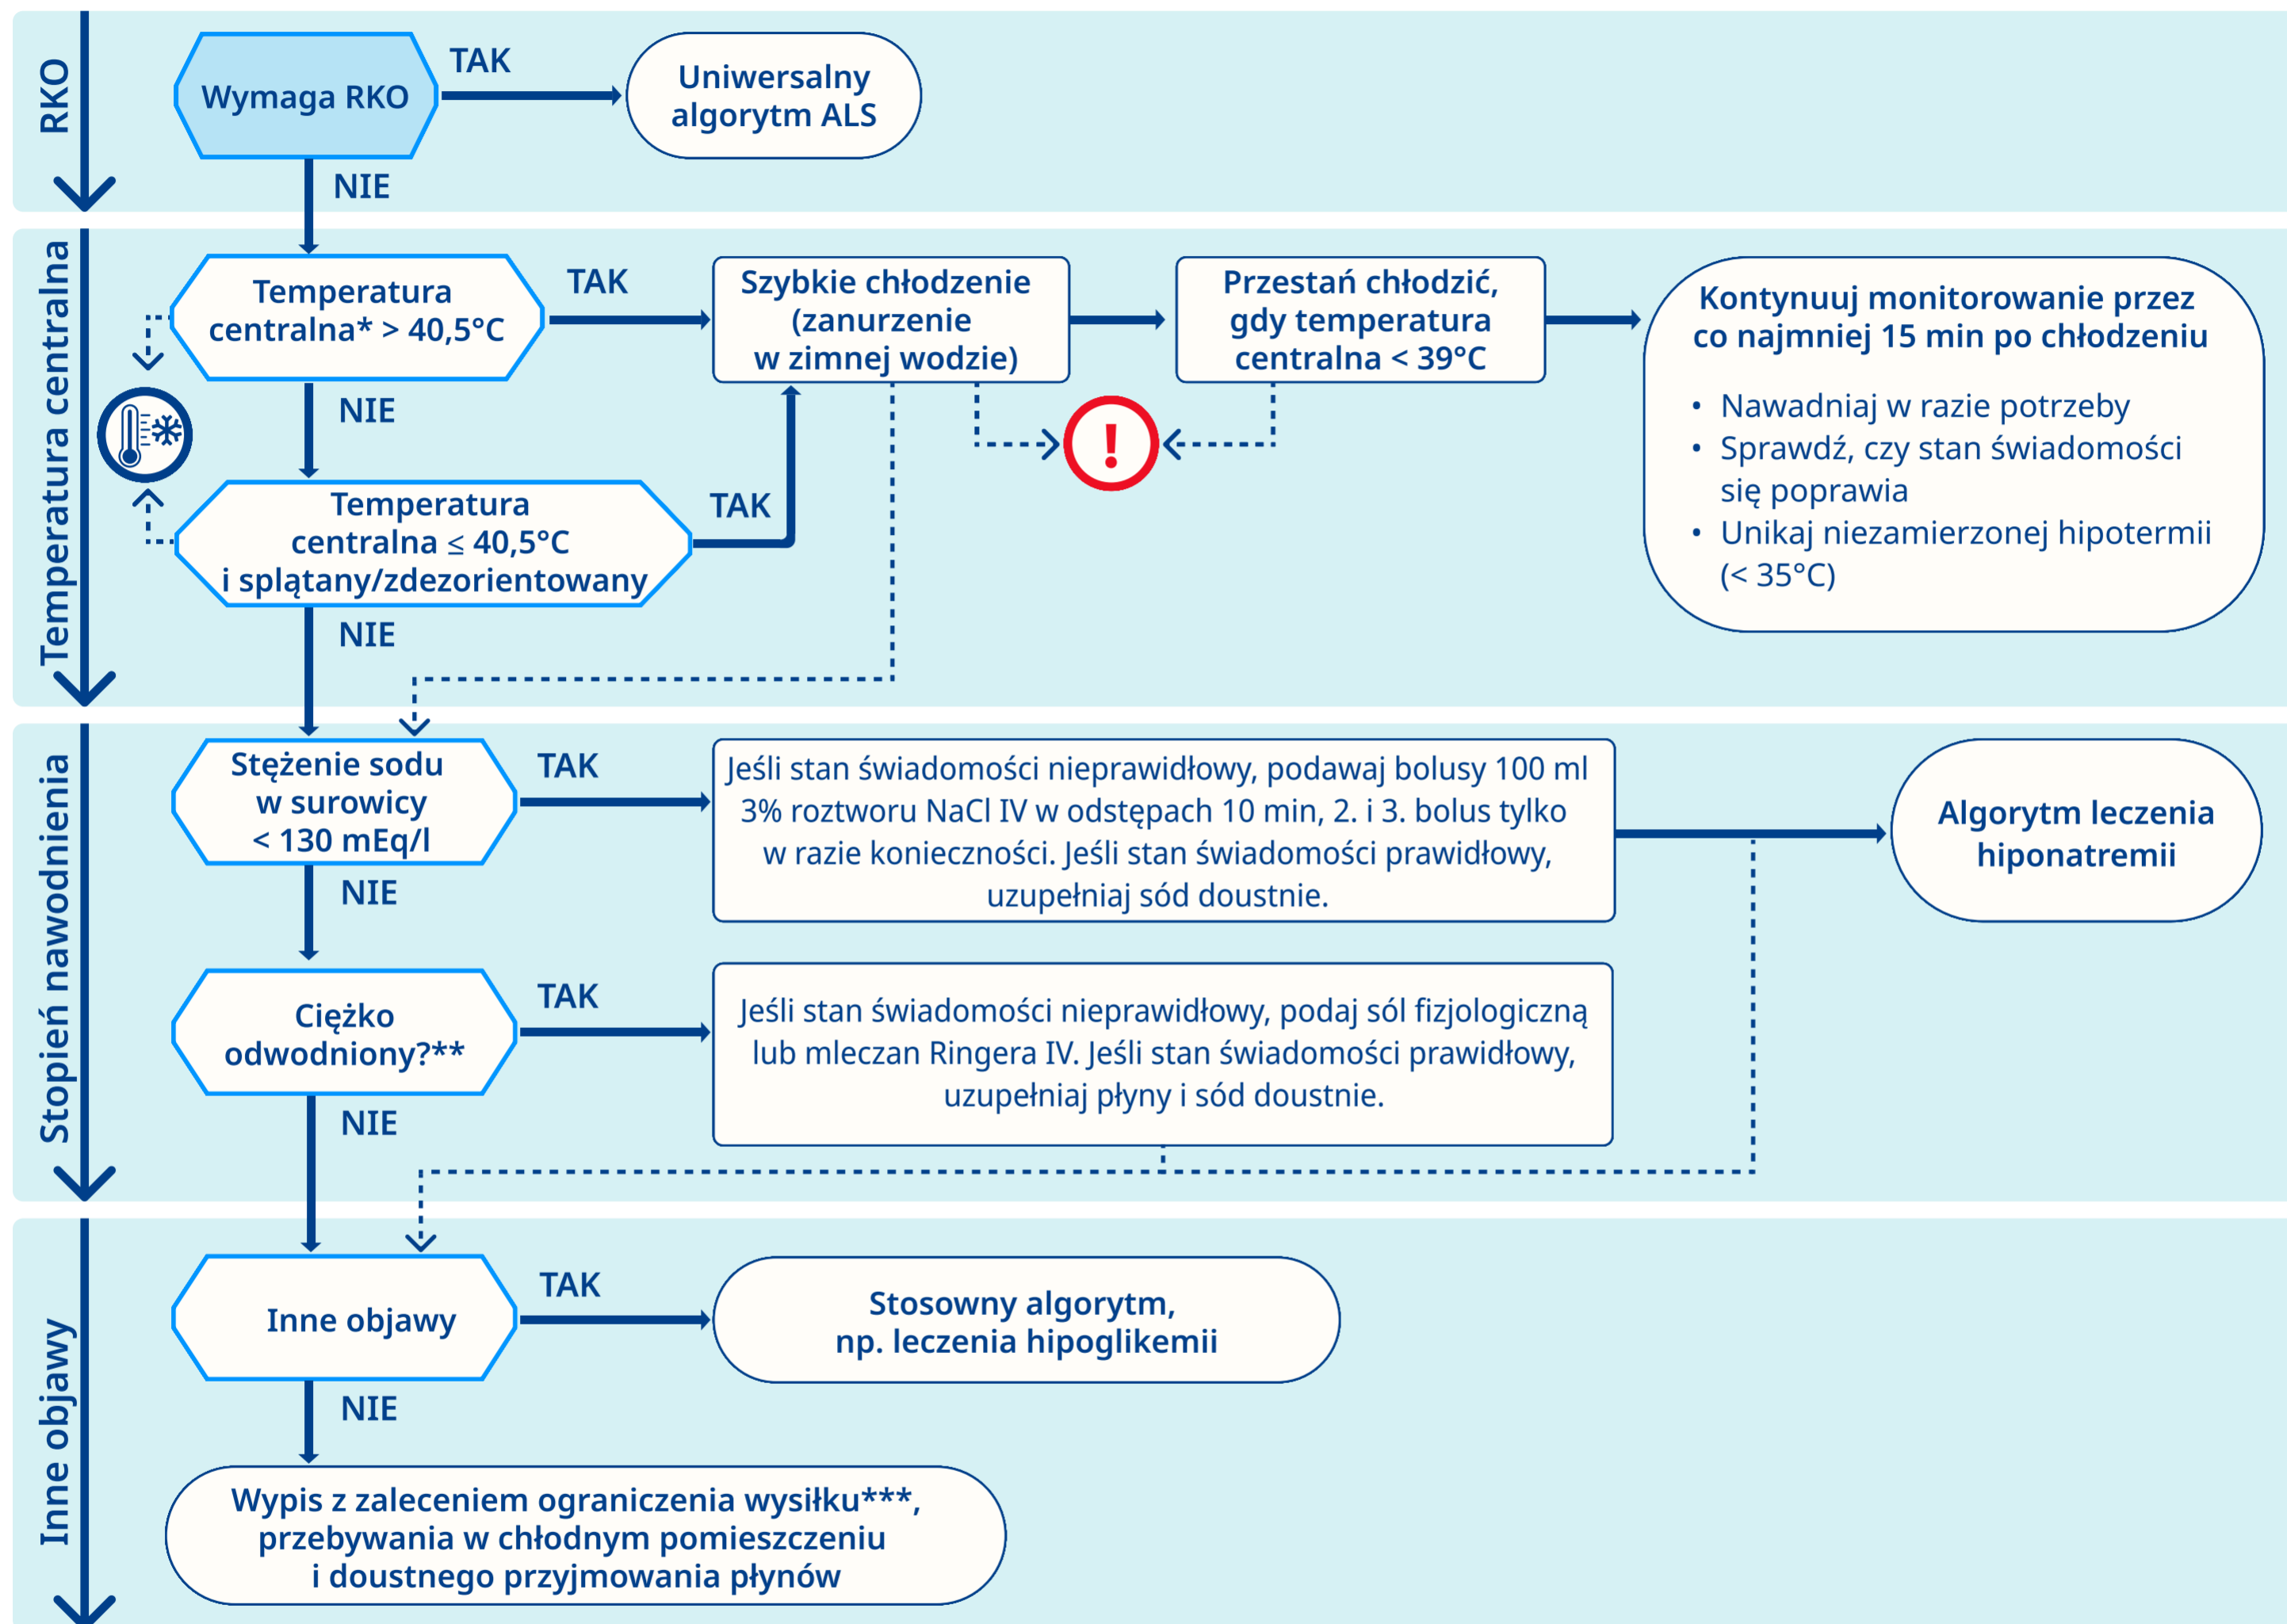 RKO
Wymaga RKO
TAK
Uniwersalny
algorytm ALS
NIE
Temperatura centralna
Temperatura
centralna* > 40,5°C
TAK
Szybkie chłodzenie
(zanurzenie
w zimnej wodzie)
Przestań chłodzić,
gdy temperatura
centralna < 39°C
Kontynuuj monitorowanie przez
co najmniej 15 min po chłodzeniu
• Nawadniaj w razie potrzeby
• Sprawdź, czy stan świadomości
się poprawia
• Unikaj niezamierzonej hipotermii
(< 35°C)
NIE
!
Temperatura
centralna ≤ 40,5°C
i splątany/zdezorientowany
TAK
NIE
Stopień nawodnienia
Stężenie sodu
w surowicy
< 130 mEq/l
TAK
Jeśli stan świadomości nieprawidłowy, podawaj bolusy 100 ml
3% roztworu NaCl IV w odstępach 10 min, 2. i 3. bolus tylko
w razie konieczności. Jeśli stan świadomości prawidłowy,
uzupełniaj sód doustnie.
Algorytm leczenia
hiponatremii
NIE
Ciężko
odwodniony?**
TAK
Jeśli stan świadomości nieprawidłowy, podaj sól fizjologiczną
lub mleczan Ringera IV. Jeśli stan świadomości prawidłowy,
uzupełniaj płyny i sód doustnie.
NIE
Inne objawy
Inne objawy
TAK
Stosowny algorytm,
np. leczenia hipoglikemii
NIE
Wypis z zaleceniem ograniczenia wysiłku***,
przebywania w chłodnym pomieszczeniu
i doustnego przyjmowania płynów